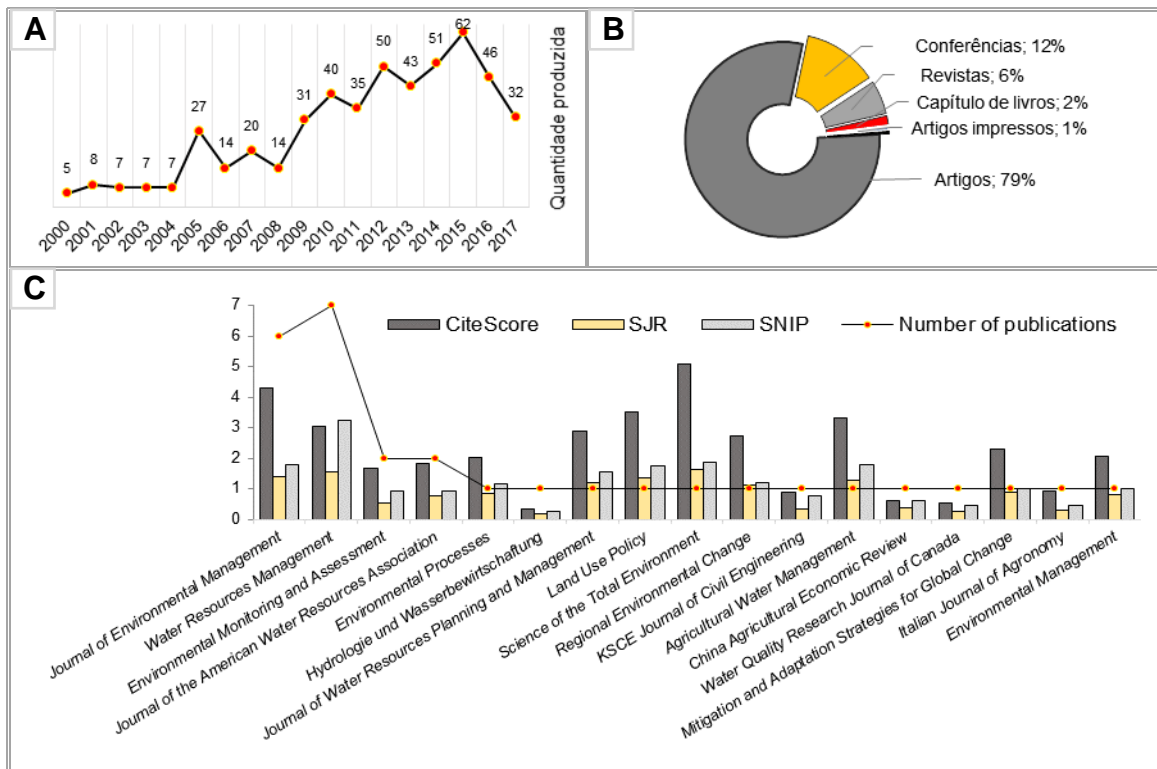 A
5
8
7
7
7
27
14
20
14
31
40
35
50
43
51
62
46
32
Quantidade produzida
2000
2001
2002
2003
2004
2005
2006
2007
2008
2009
2010
2011
2012
2013
2014
2015
2016
2017
B
Conferências; 12%
Revistas; 6%
Capítulo de livros; 2%
Artigos impressos; 1%
Artigos; 79%
C
7
6
5
4
3
2
1
0
CiteScore
SJR
SNIP
Number of publications
Journal of Environmental Management
Water Resources Management
Environmental Monitoring and Assessment
Journal of the American Water Resources Association
Environmental Processes
Hydrologie und Wasserbewirtschaftung
Journal of Water Resources Planning and Management
Land Use Policy
Science of the Total Environment
Regional Environmental Change
KSCE Journal of Civil Engineering
Agricultural Water Management
China Agricultural Economic Review
Water Quality Research Journal of Canada
Mitigation and Adaptation Strategies for Global Change
Italian Journal of Agronomy
Environmental Management